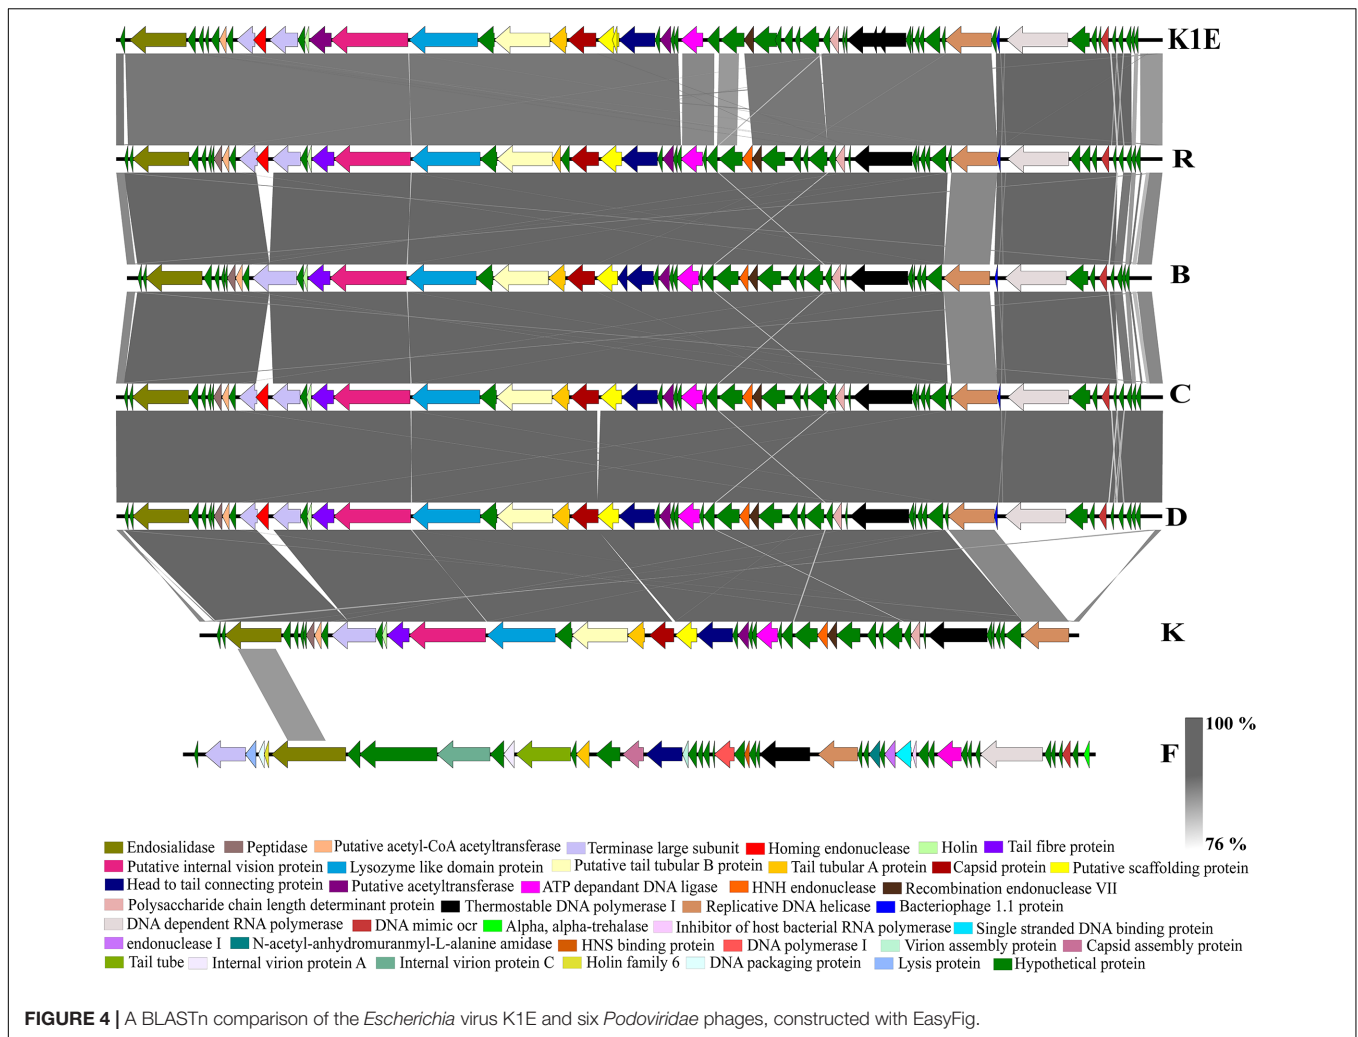 K1E
R
B
C
D
K
F
100 %
76 %
Endosialidase Peptidase Putative acetyl-CoA acetyltransferase Terminase large subunit Homing endonuclease Holin Tail fibre protein
Putative internal vision protein Lysozyme like domain protein Putative tail tubular B protein Tail tubular A protein Capsid protein Putative scaffolding protein
Head to tail connecting protein Putative acetyltransferase ATP dependant DNA ligase HNH endonuclease Recombination endonuclease VII
Polysaccharide chain length determinant protein Thermostable DNA polymerase I Replicative DNA helicase Bacteriophage 1.1 protein
DNA dependent RNA polymerase DNA mimic ocr Alpha, alpha-trehalase Inhibitor of host bacterial RNA polymerase Single stranded DNA binding protein
endonuclease I N-acetyl-anhydromuranmyl-L-alanine amidase HNS binding protein DNA polymerase I Virion assembly protein Capsid assembly protein
Tail tube Internal virion protein A Internal virion protein C Holin family 6 DNA packaging protein Lysis protein Hypothetical protein
FIGURE 4 | A BLASTn comparison of the Escherichia virus K1E and six Podoviridae phages, constructed with EasyFig.